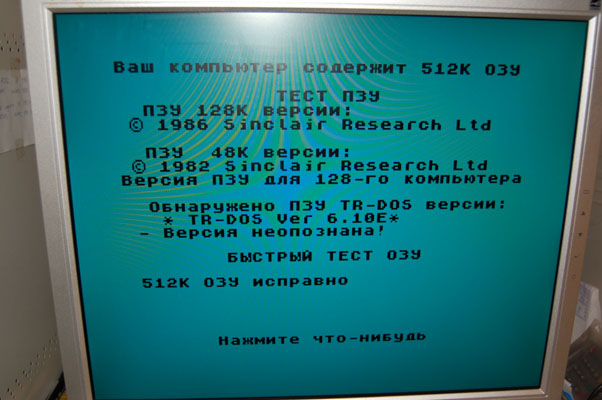 Ваш компьютер содержит 512К ОЗУ
ТЕСТ ПЗУ
ПЗУ 128К версии:
© 1986 Sinclair Research Ltd
ПЗУ 48К версии:
© 1982 Sinclair Research Ltd
Версия ПЗУ для 128-го компьютера
Обнаружено ПЗУ TR-DOS версии:
* TR-DOS Ver 6.10E*
- Версия неопознана!
БЫСТРЫЙ ТЕСТ ОЗУ
512К ОЗУ исправно
Нажмите что-нибудь